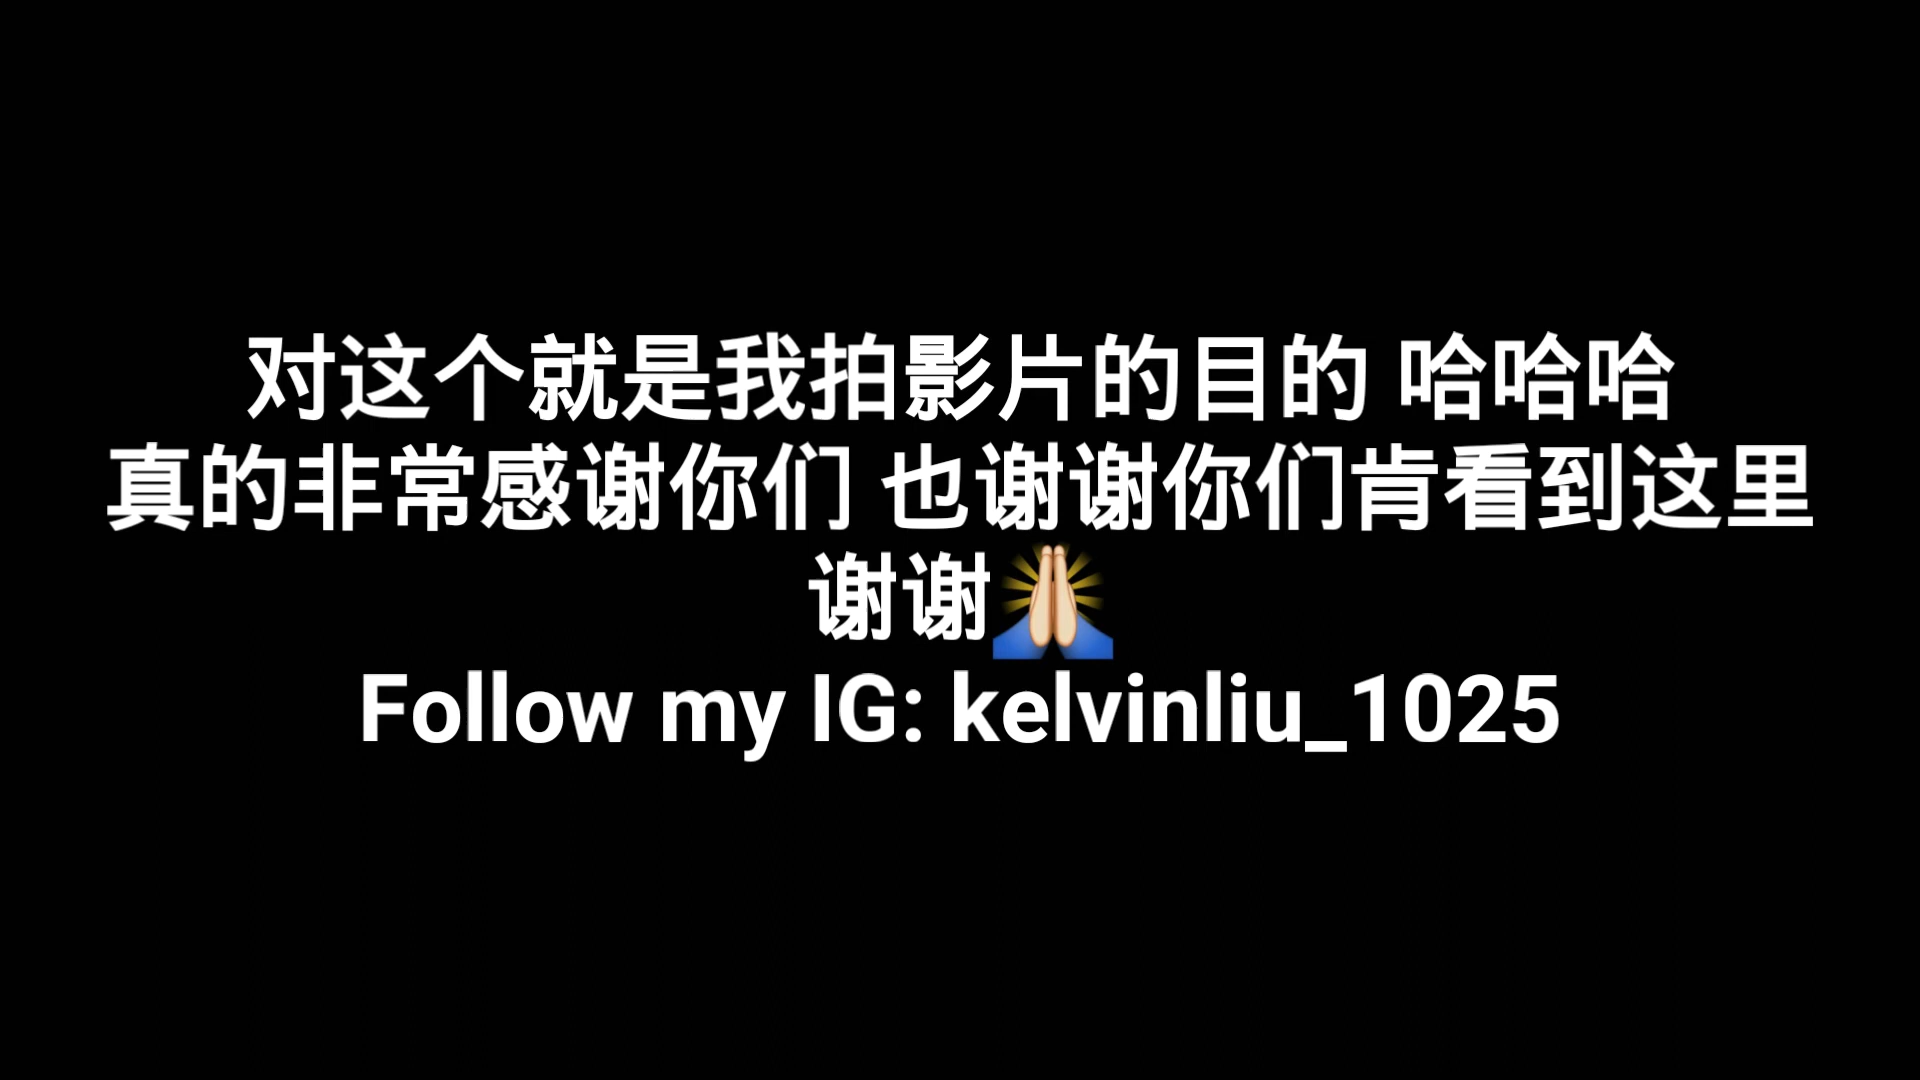 对这个就是我拍影片的目的 哈哈哈
真的非常感谢你们 也谢谢你们肯看到这里
谢谢🙏🏻
Follow my IG: kelvinliu_1025